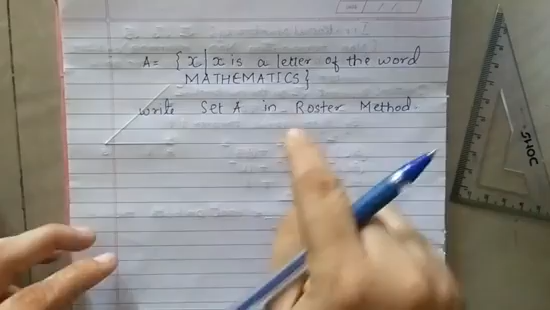 A = { x | x is a letter of the word
MATHEMATICS }
write Set A in Roster Method.